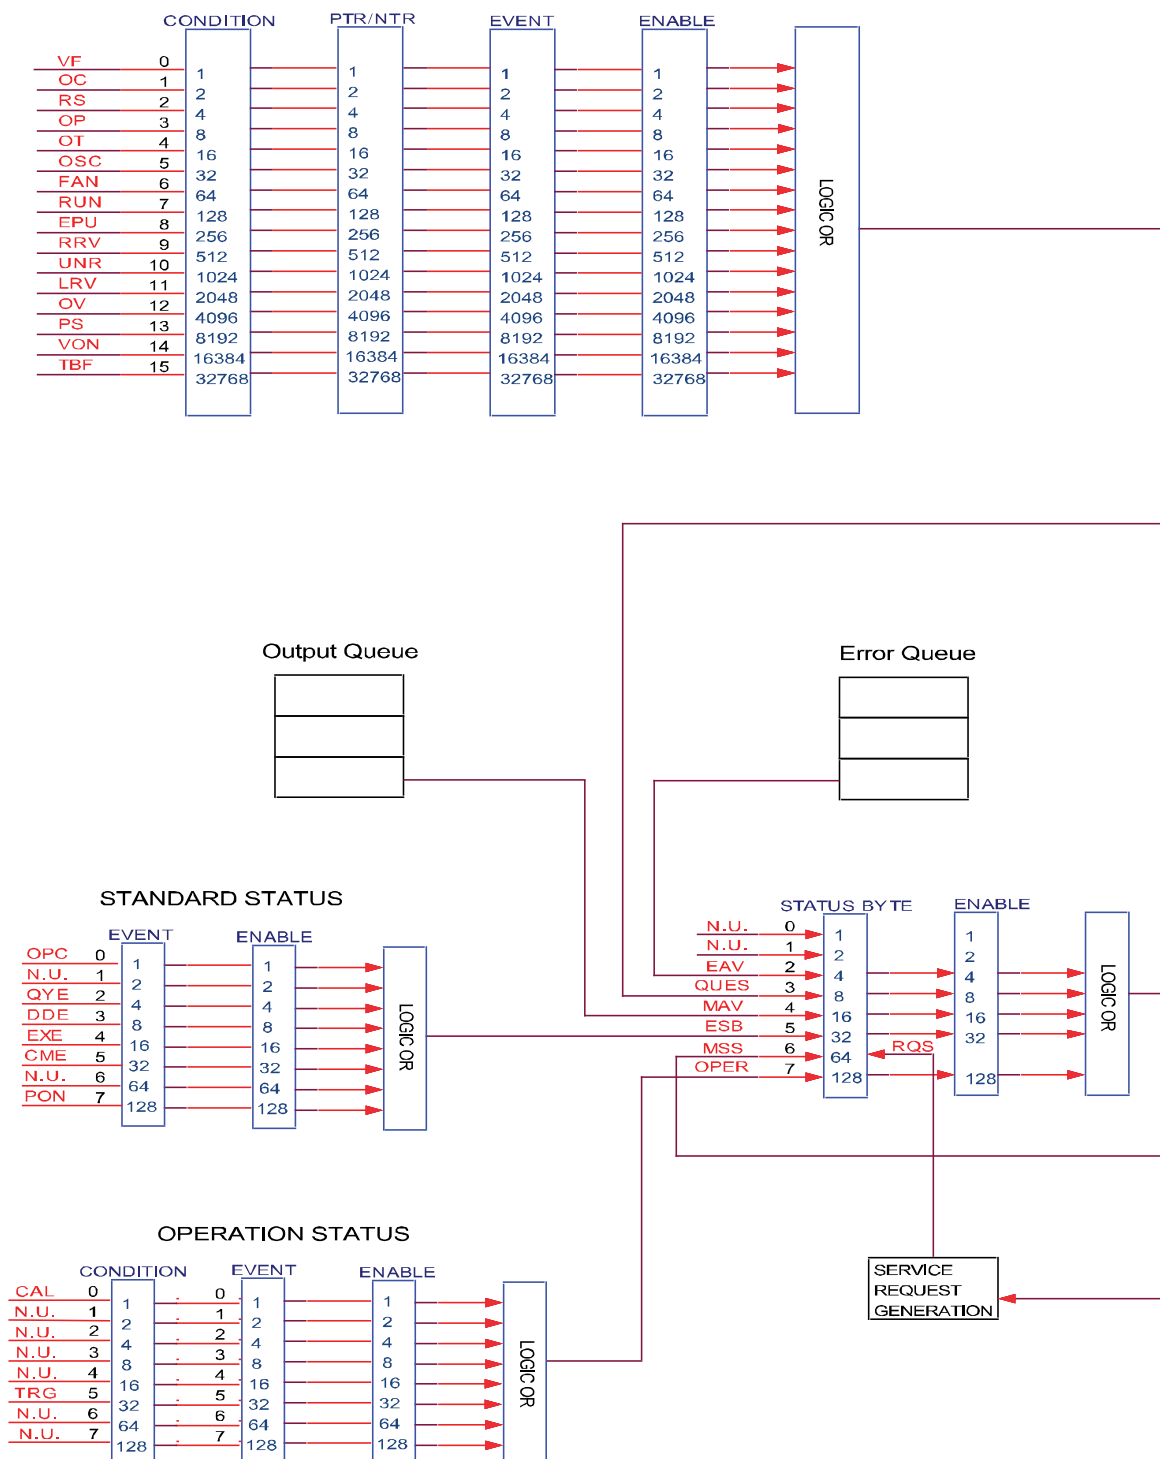 CONDITION PTR/NTR EVENT ENABLE
VF 0 1 1 1 1
OC 1 2 2 2 2
RS 2 4 4 4 4
OP 3 8 8 8 8
OT 4 16 16 16 16
OSC 5 32 32 32 32
FAN 6 64 64 64 64
RUN 7 128 128 128 128
EPU 8 256 256 256 256
RRV 9 512 512 512 512
UNR 10 1024 1024 1024 1024
LRV 11 2048 2048 2048 2048
OV 12 4096 4096 4096 4096
PS 13 8192 8192 8192 8192
VON 14 16384 16384 16384 16384
TBF 15 32768 32768 32768 32768
LOGIC OR
Output Queue
Error Queue
STANDARD STATUS
EVENT ENABLE
OPC 0 1 1
N.U. 1 2 2
QYE 2 4 4
DDE 3 8 8
EXE 4 16 16
CME 5 32 32
N.U. 6 64 64
PON 7 128 128
LOGIC OR
STATUS BYTE ENABLE
N.U. 0 1 1
N.U. 1 2 2
EAV 2 4 4
QUES 3 8 8
MAV 4 16 16
ESB 5 32 32
MSS 6 64 RQS
OPER 7 128 128
LOGIC OR
OPERATION STATUS
CONDITION EVENT ENABLE
CAL 0 1 0 1 1
N.U. 1 2 1 2 2
N.U. 2 4 2 4 4
N.U. 3 8 3 8 8
N.U. 4 16 4 16 16
TRG 5 32 5 32 32
N.U. 6 64 6 64 64
N.U. 7 128 7 128 128
LOGIC OR
SERVICE
REQUEST
GENERATION